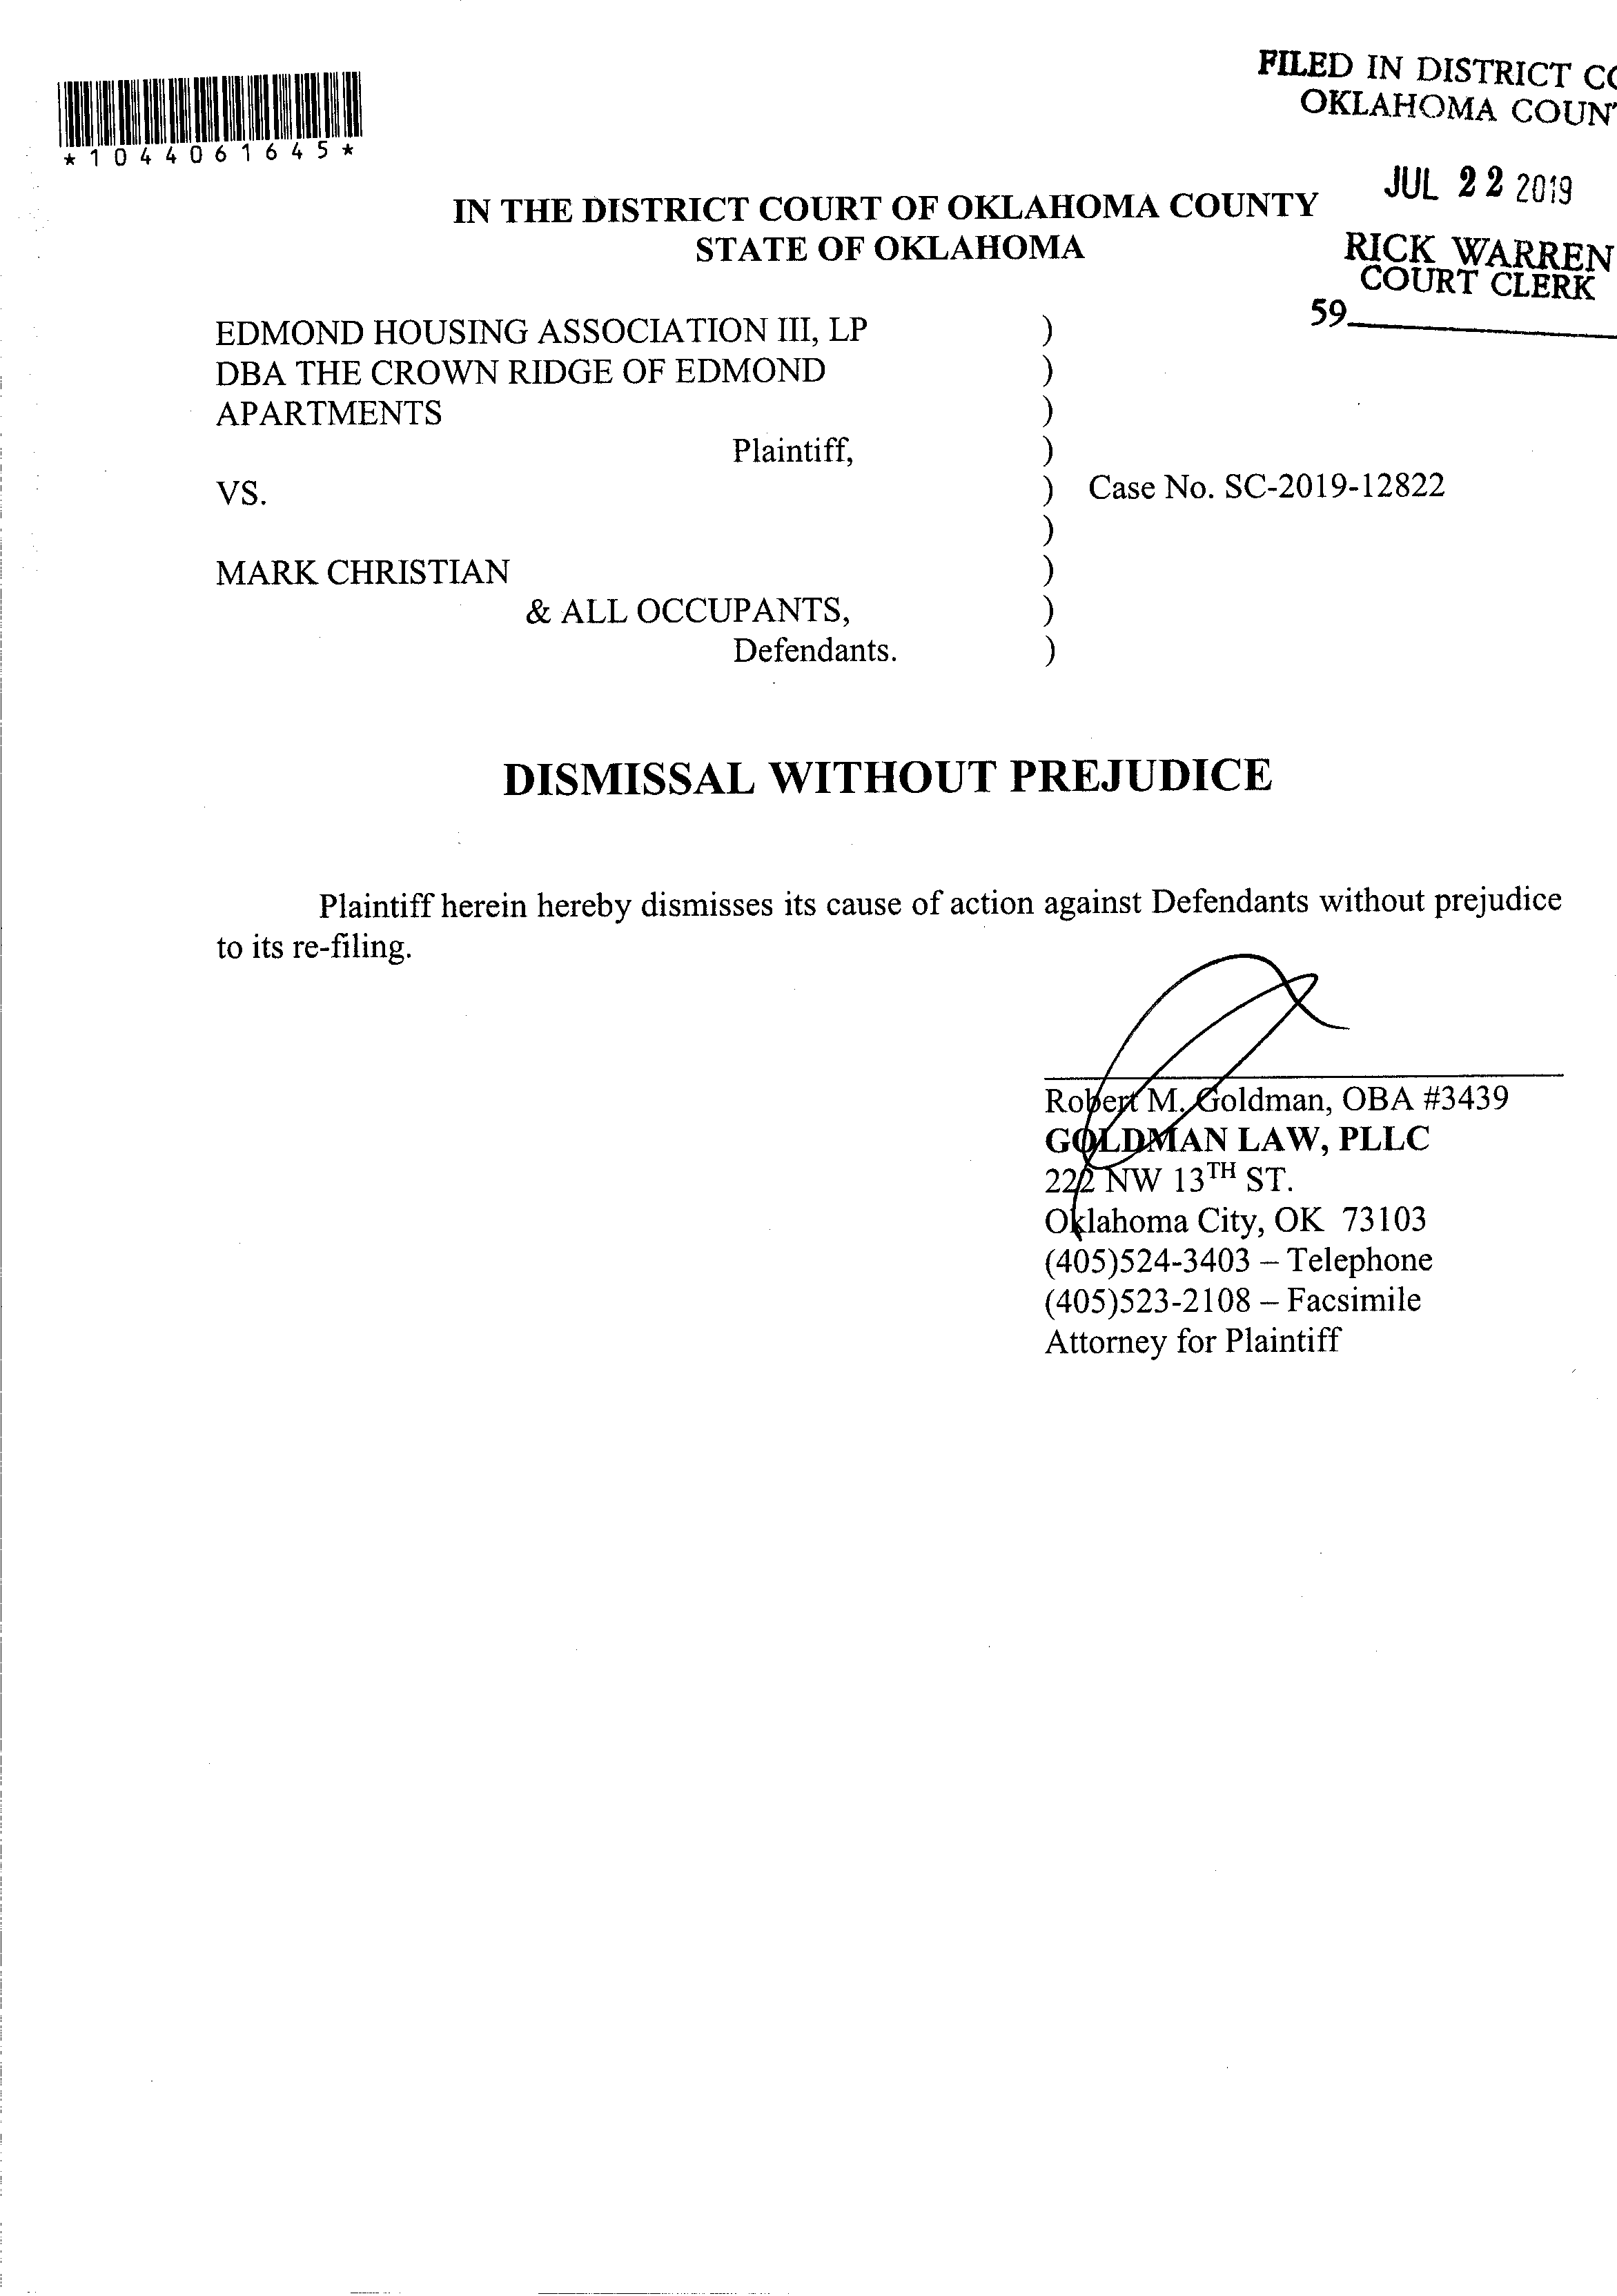 *1044061645*
FILED IN DISTRICT CO
OKLAHOMA COUN
JUL 22 2019
RICK WARREN
COURT CLERK
59
IN THE DISTRICT COURT OF OKLAHOMA COUNTY
STATE OF OKLAHOMA
EDMOND HOUSING ASSOCIATION III, LP )
DBA THE CROWN RIDGE OF EDMOND )
APARTMENTS )
Plaintiff, )
VS. ) Case No. SC-2019-12822
)
MARK CHRISTIAN )
& ALL OCCUPANTS, )
Defendants. )
DISMISSAL WITHOUT PREJUDICE
Plaintiff herein hereby dismisses its cause of action against Defendants without prejudice
to its re-filing.
Robert M. Goldman, OBA #3439
GOLDMAN LAW, PLLC
222 NW 13TH ST.
Oklahoma City, OK 73103
(405)524-3403 – Telephone
(405)523-2108 – Facsimile
Attorney for Plaintiff